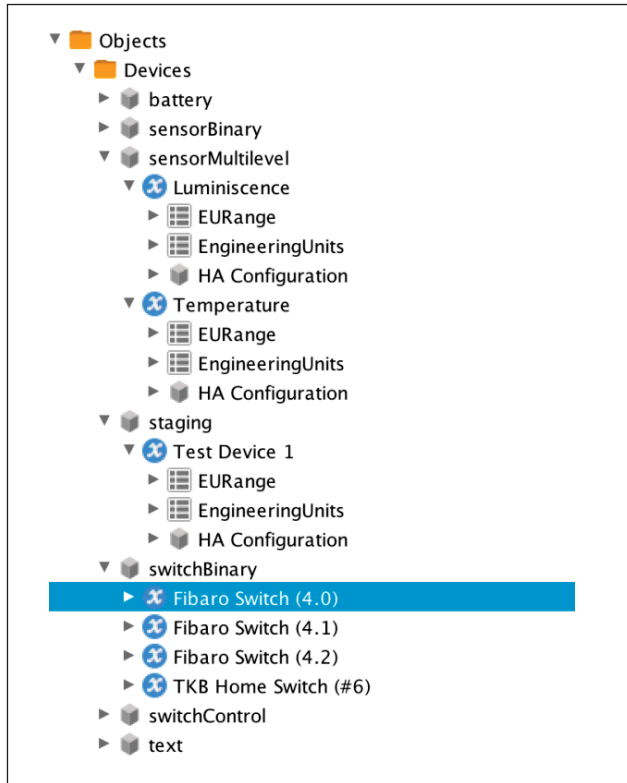 Objects
Devices
battery
sensorBinary
sensorMultilevel
Luminiscence
EURange
EngineeringUnits
HA Configuration
Temperature
EURange
EngineeringUnits
HA Configuration
staging
Test Device 1
EURange
EngineeringUnits
HA Configuration
switchBinary
Fibaro Switch (4.0)
Fibaro Switch (4.1)
Fibaro Switch (4.2)
TKB Home Switch (#6)
switchControl
text